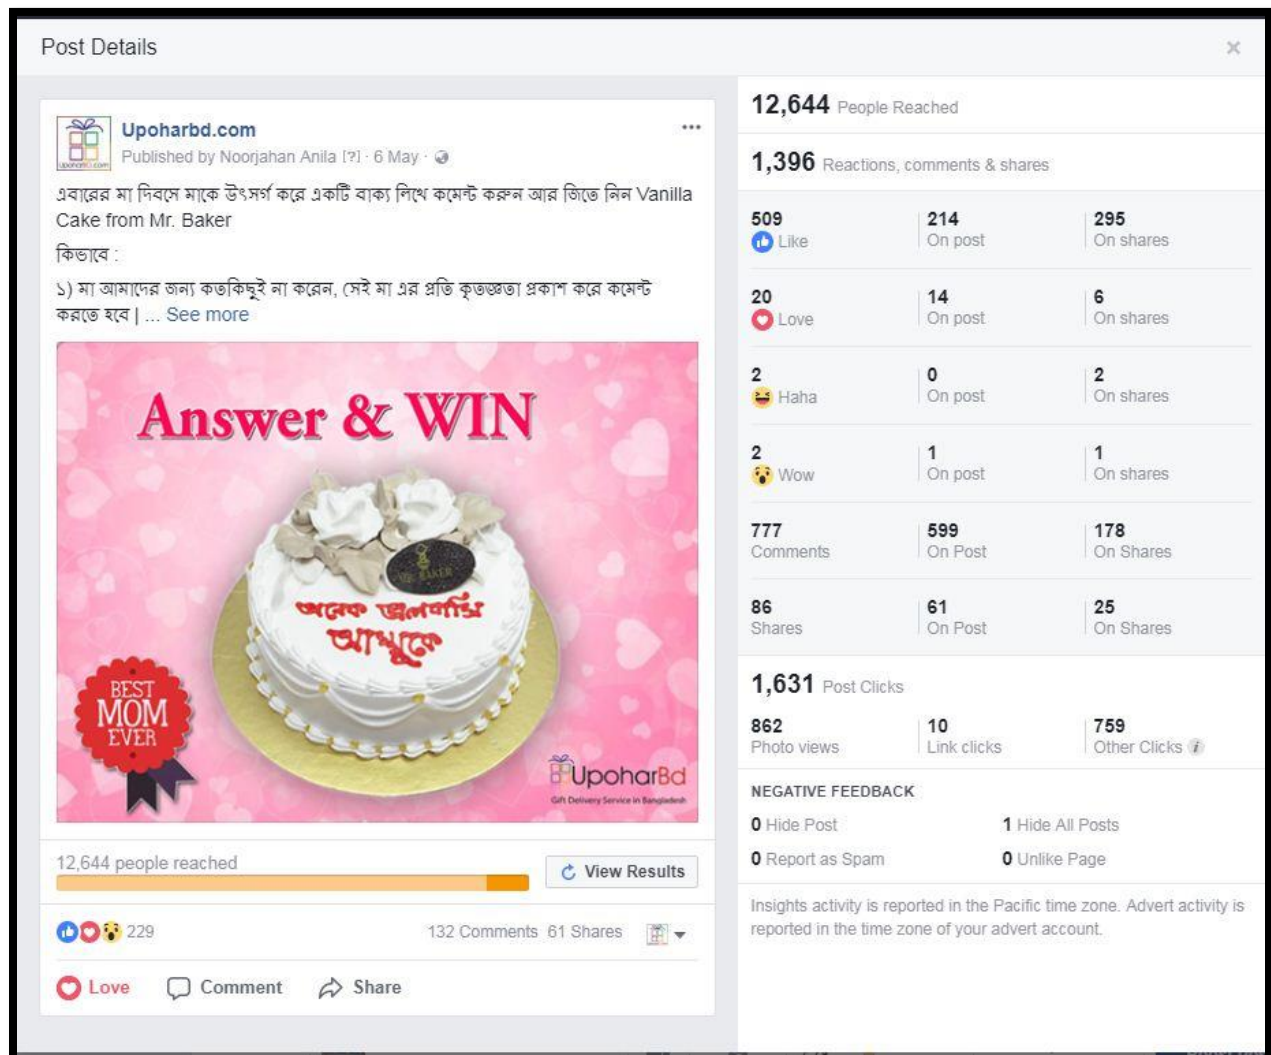 Post Details
Upoharbd.com
Published by Noorjahan Anila [?] · 6 May ·
এবারের মা দিবসে মাকে উৎসর্গ করে একটি বাক্য লিখে কমেন্ট করুন আর জিতে নিন Vanilla
Cake from Mr. Baker
কিভাবে :
১) মা আমাদের জন্য কতকিছুই না করেন, সেই মা এর প্রতি কৃতজ্ঞতা প্রকাশ করে কমেন্ট
করতে হবে | ... See more
Answer & WIN
MR. BAKER
অনেক ভালবাসি
আম্মুকে
BEST
MOM
EVER
UpoharBd
Gift Delivery Service in Bangladesh
12,644 people reached
View Results
229
132 Comments 61 Shares
Love Comment Share
12,644 People Reached
1,396 Reactions, comments & shares
509 214 295
Like On post On shares
20 14 6
Love On post On shares
2 0 2
Haha On post On shares
2 1 1
Wow On post On shares
777 599 178
Comments On Post On Shares
86 61 25
Shares On Post On Shares
1,631 Post Clicks
862 10 759
Photo views Link clicks Other Clicks i
NEGATIVE FEEDBACK
0 Hide Post 1 Hide All Posts
0 Report as Spam 0 Unlike Page
Insights activity is reported in the Pacific time zone. Advert activity is
reported in the time zone of your advert account.